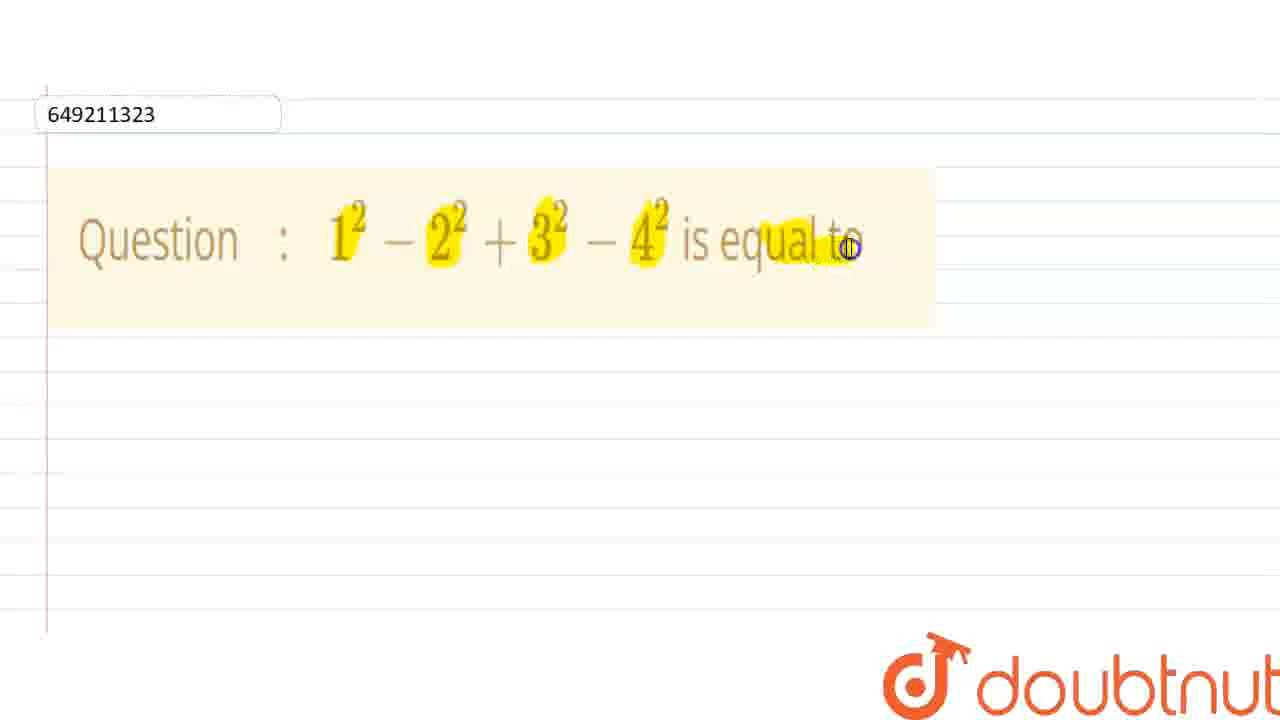 649211323
Question : 1² − 2² + 3² − 4² is equal to
doubtnut